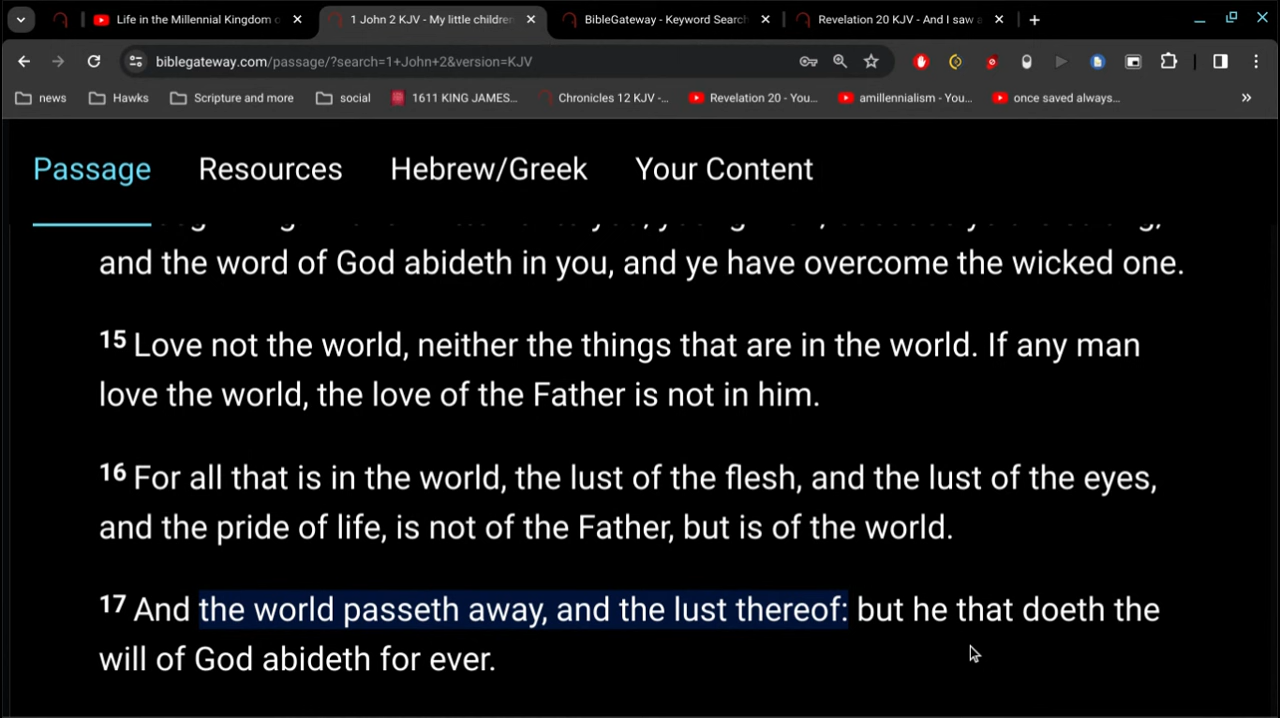 Life in the Millennial Kingdom o
1 John 2 KJV - My little children
BibleGateway - Keyword Search
Revelation 20 KJV - And I saw a
biblegateway.com/passage/?search=1+John+2&version=KJV
news
Hawks
Scripture and more
social
1611 KING JAMES...
Chronicles 12 KJV -...
Revelation 20 - You...
amillennialism - You...
once saved always...
Passage
Resources
Hebrew/Greek
Your Content
and the word of God abideth in you, and ye have overcome the wicked one.
15 Love not the world, neither the things that are in the world. If any man
love the world, the love of the Father is not in him.
16 For all that is in the world, the lust of the flesh, and the lust of the eyes,
and the pride of life, is not of the Father, but is of the world.
17 And the world passeth away, and the lust thereof: but he that doeth the
will of God abideth for ever.